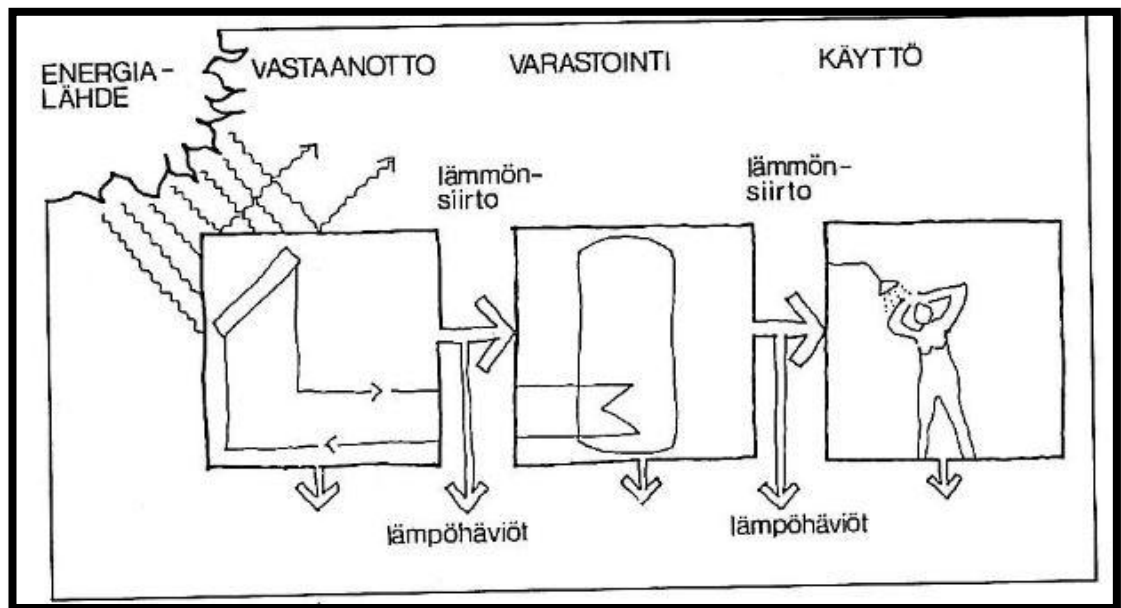 ENERGIA-
LÄHDE
VASTAANOTTO
VARASTOINTI
KÄYTTÖ
lämmön-
siirto
lämmön-
siirto
lämpöhäviöt
lämpöhäviöt